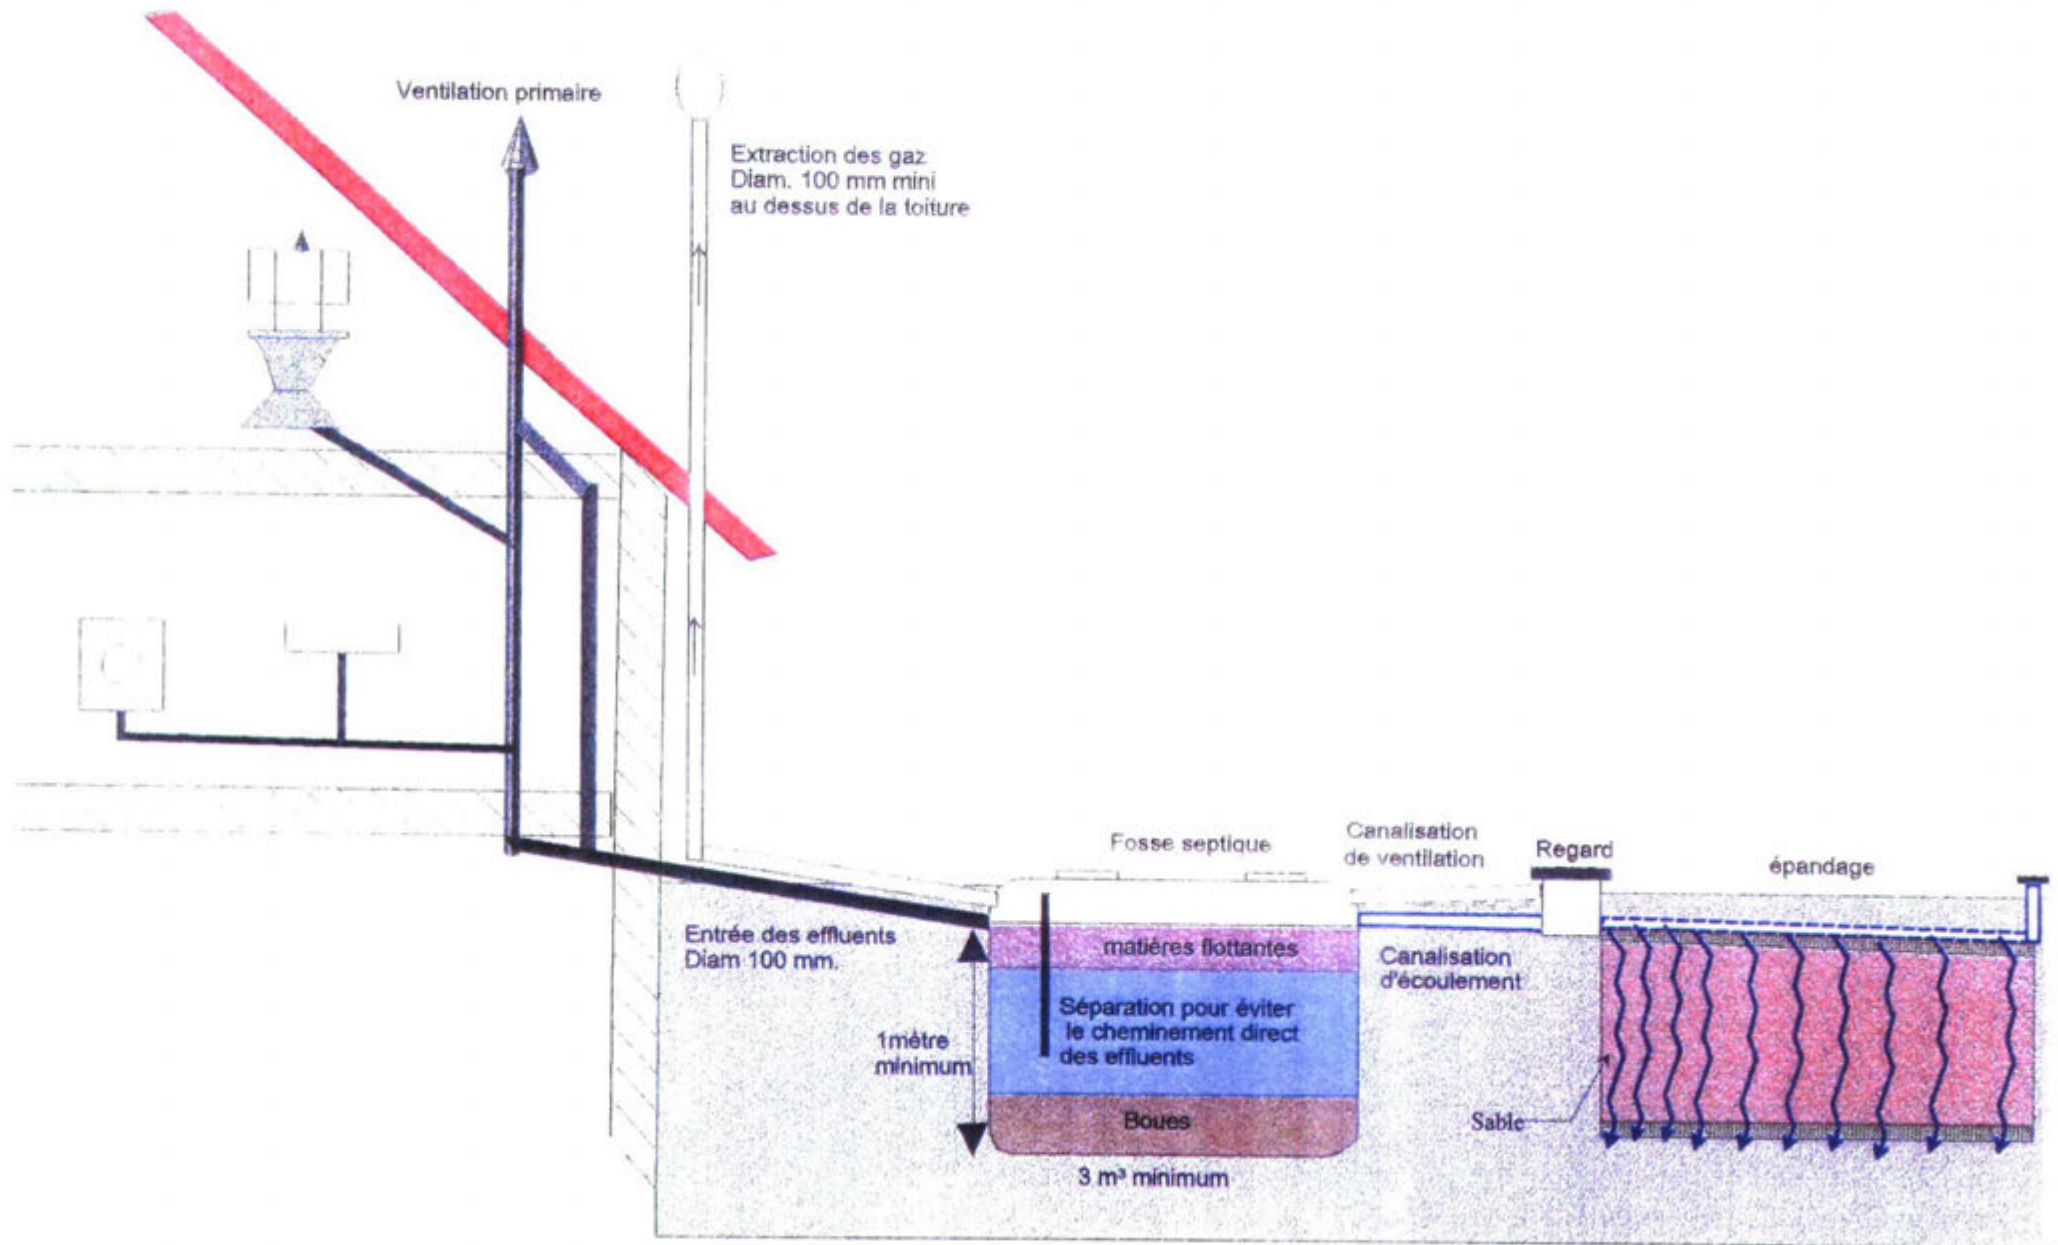 Ventilation primaire
Extraction des gaz
Diam. 100 mm mini
au dessus de la toiture
Fosse septique
Canalisation
de ventilation
Regard
épandage
Entrée des effluents
Diam 100 mm.
matières flottantes
Canalisation
d'écoulement
Séparation pour éviter
le cheminement direct
des effluents
1mètre
minimum
Boues
Sable
3 m³ minimum